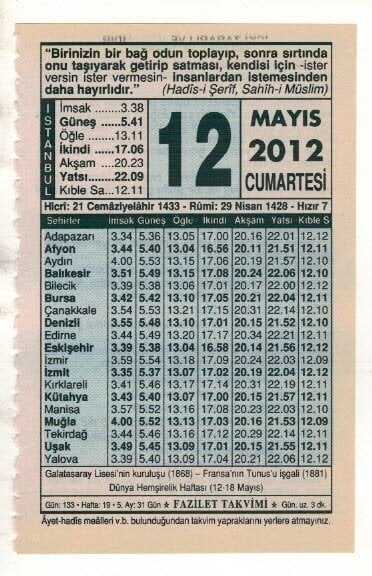 “Birinizin bir bağ odun toplayıp, sonra sırtında
onu taşıyarak getirip satması, kendisi için -ister
versin ister vermesin- insanlardan istemesinden
daha hayırlıdır.” (Hadîs-i Şerîf, Sahîh-i Müslim)
İSTANBUL
İmsak ........3.38
Güneş ......5.41
Öğle .......13.11
İkindi .....17.06
Akşam ....20.23
Yatsı.......22.09
Kıble Sa...12.11
12
MAYIS
2012
CUMARTESİ
Hicrî: 21 Cemâziyelâhir 1433 - Rûmî: 29 Nisan 1428 - Hızır 7
Şehirler İmsak Güneş Öğle İkindi Akşam Yatsı Kıble S
Adapazarı 3.34 5.36 13.05 17.00 20.16 22.01 12.12
Afyon 3.44 5.40 13.04 16.56 20.11 21.51 12.11
Aydın 4.00 5.53 13.15 17.06 20.19 21.57 12.10
Balıkesir 3.51 5.49 13.15 17.08 20.24 22.06 12.10
Bilecik 3.39 5.38 13.06 17.01 20.17 22.00 12.12
Bursa 3.42 5.42 13.10 17.05 20.21 22.04 12.11
Çanakkale 3.54 5.53 13.21 17.15 20.31 22.14 12.10
Denizli 3.55 5.48 13.10 17.01 20.15 21.52 12.10
Edirne 3.44 5.49 13.20 17.17 20.34 22.21 12.11
Eskişehir 3.39 5.38 13.04 16.58 20.14 21.56 12.12
İzmir 3.59 5.54 13.18 17.09 20.24 22.03 12.09
İzmit 3.35 5.37 13.07 17.02 20.19 22.04 12.12
Kırklareli 3.41 5.46 13.17 17.14 20.31 22.19 12.11
Kütahya 3.43 5.40 13.07 17.00 20.15 21.57 12.11
Manisa 3.57 5.52 13.16 17.08 20.23 22.03 12.10
Muğla 4.00 5.52 13.13 17.03 20.16 21.53 12.09
Tekirdağ 3.44 5.46 13.16 17.12 20.29 22.14 12.11
Uşak 3.49 5.45 13.09 17.01 20.15 21.55 12.11
Yalova 3.39 5.40 13.09 17.04 20.21 22.06 12.12
Galatasaray Lisesi'nin kuruluşu (1868) – Fransa'nın Tunus'u işgali (1881)
Dünya Hemşirelik Haftası (12-18 Mayıs)
Gün: 133 • Hafta: 19 • 5. Ay: 31 Gün ★ FAZİLET TAKVİMİ ★ Gün. uz. 3 dk.
Âyet-hadîs meâlleri v.b. bulunduğundan takvim yapraklarını yerlere atmayınız.